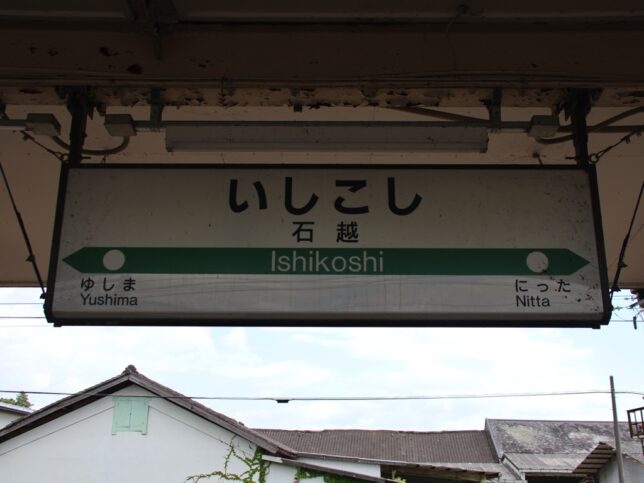 いしこし
石越
Ishikoshi
ゆしま
Yushima
にった
Nitta